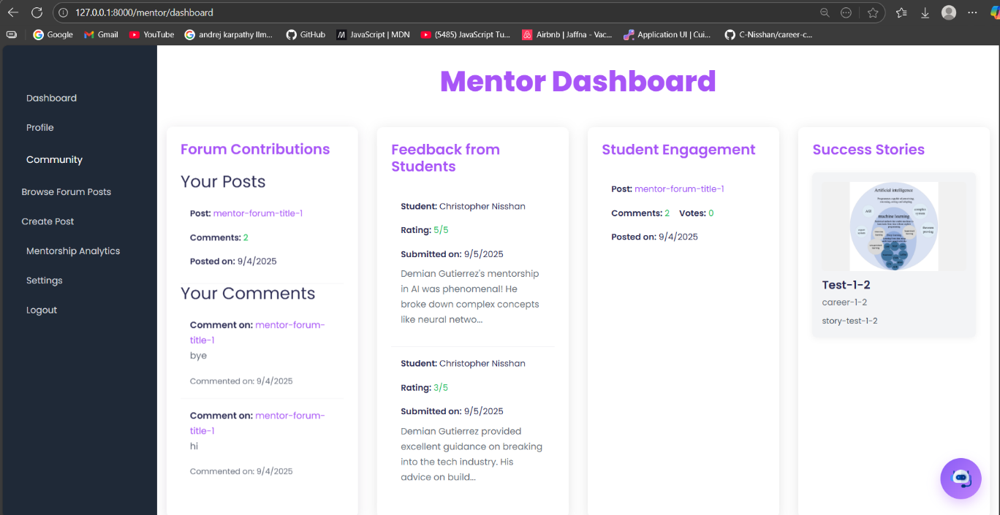 127.0.0.1:8000/mentor/dashboard
Google
Gmail
YouTube
andrej karpathy llm...
GitHub
JavaScript | MDN
(5485) JavaScript Tu...
Airbnb | Jaffna - Vac...
Application UI | Cui...
C-Nisshan/career-c...
Dashboard
Profile
Community
Browse Forum Posts
Create Post
Mentorship Analytics
Settings
Logout
Mentor Dashboard
Forum Contributions
Your Posts
Post: mentor-forum-title-1
Comments: 2
Posted on: 9/4/2025
Your Comments
Comment on: mentor-forum-
title-1
bye
Commented on: 9/4/2025
Comment on: mentor-forum-
title-1
hi
Commented on: 9/4/2025
Feedback from
Students
Student: Christopher Nisshan
Rating: 5/5
Submitted on: 9/5/2025
Demian Gutierrez's mentorship
in AI was phenomenal! He
broke down complex concepts
like neural netwo...
Student: Christopher Nisshan
Rating: 3/5
Submitted on: 9/5/2025
Demian Gutierrez provided
excellent guidance on breaking
into the tech industry. His
advice on build...
Student Engagement
Post: mentor-forum-title-1
Comments: 2 Votes: 0
Posted on: 9/4/2025
Success Stories
Artificial intelligence
machine learning
Test-1-2
career-1-2
story-test-1-2